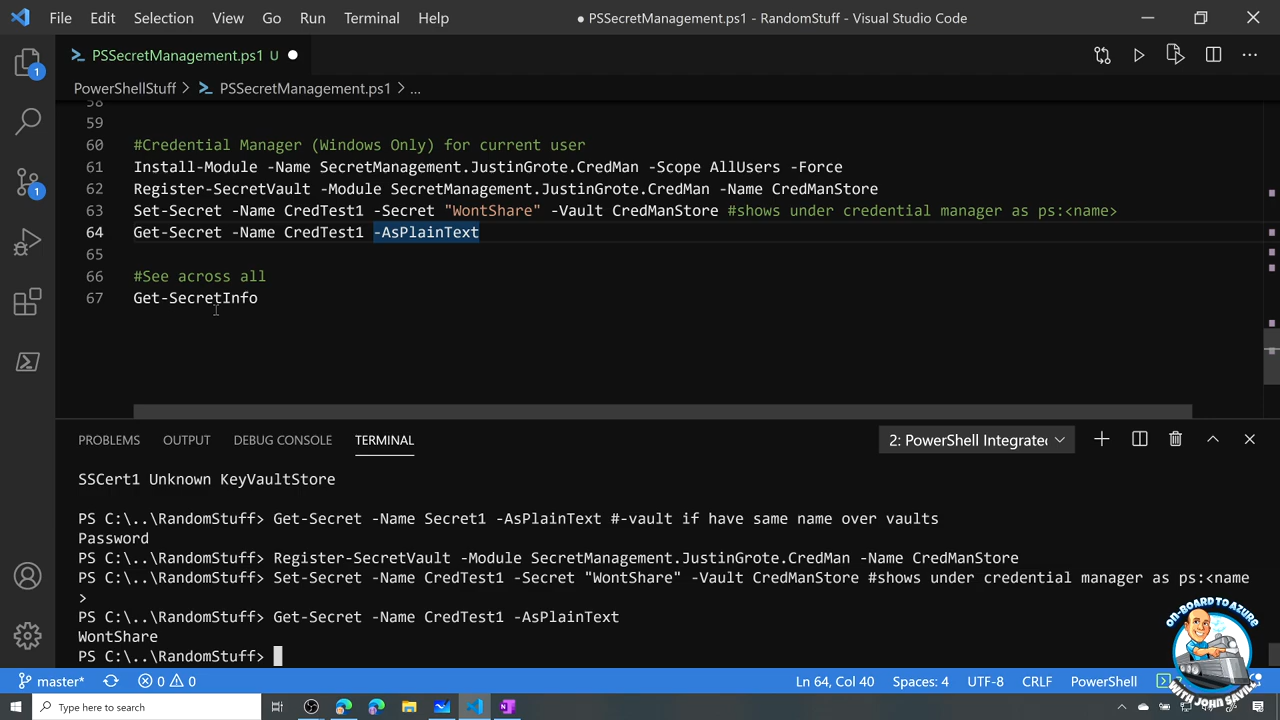 File Edit Selection View Go Run Terminal Help
● PSSecretManagement.ps1 - RandomStuff - Visual Studio Code
PSSecretManagement.ps1 U ●
PowerShellStuff > PSSecretManagement.ps1 > ...
58
59
60 #Credential Manager (Windows Only) for current user
61 Install-Module -Name SecretManagement.JustinGrote.CredMan -Scope AllUsers -Force
62 Register-SecretVault -Module SecretManagement.JustinGrote.CredMan -Name CredManStore
63 Set-Secret -Name CredTest1 -Secret "WontShare" -Vault CredManStore #shows under credential manager as ps:<name>
64 Get-Secret -Name CredTest1 -AsPlainText
65
66 #See across all
67 Get-SecretInfo
1
1
PROBLEMS OUTPUT DEBUG CONSOLE TERMINAL
2: PowerShell Integrate
SSCert1 Unknown KeyVaultStore
PS C:\..\RandomStuff> Get-Secret -Name Secret1 -AsPlainText #-vault if have same name over vaults
Password
PS C:\..\RandomStuff> Register-SecretVault -Module SecretManagement.JustinGrote.CredMan -Name CredManStore
PS C:\..\RandomStuff> Set-Secret -Name CredTest1 -Secret "WontShare" -Vault CredManStore #shows under credential manager as ps:<name
>
PS C:\..\RandomStuff> Get-Secret -Name CredTest1 -AsPlainText
WontShare
PS C:\..\RandomStuff>
ON-BOARD TO AZURE
WITH JOHN SAVILL
master* 0 0 Ln 64, Col 40 Spaces: 4 UTF-8 CRLF PowerShell
Type here to search